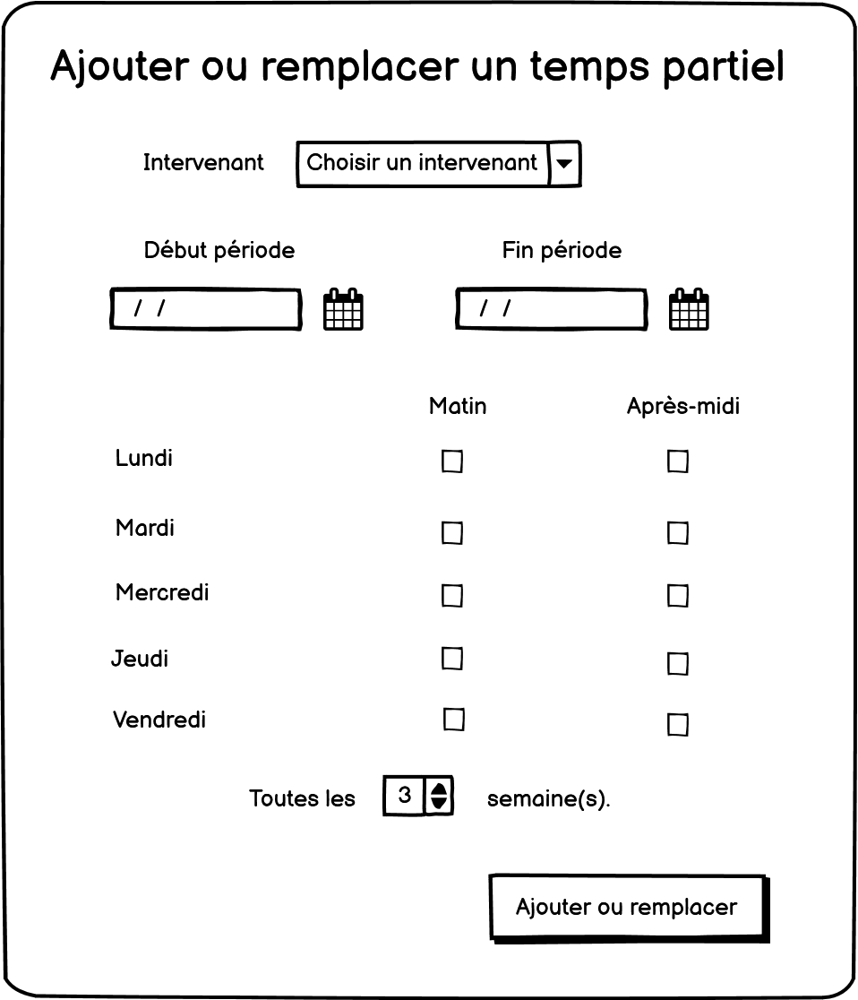 Ajouter ou remplacer un temps partiel
Intervenant Choisir un intervenant
Début période Fin période
/ / / /
Matin Après-midi
Lundi
Mardi
Mercredi
Jeudi
Vendredi
Toutes les 3 semaine(s).
Ajouter ou remplacer